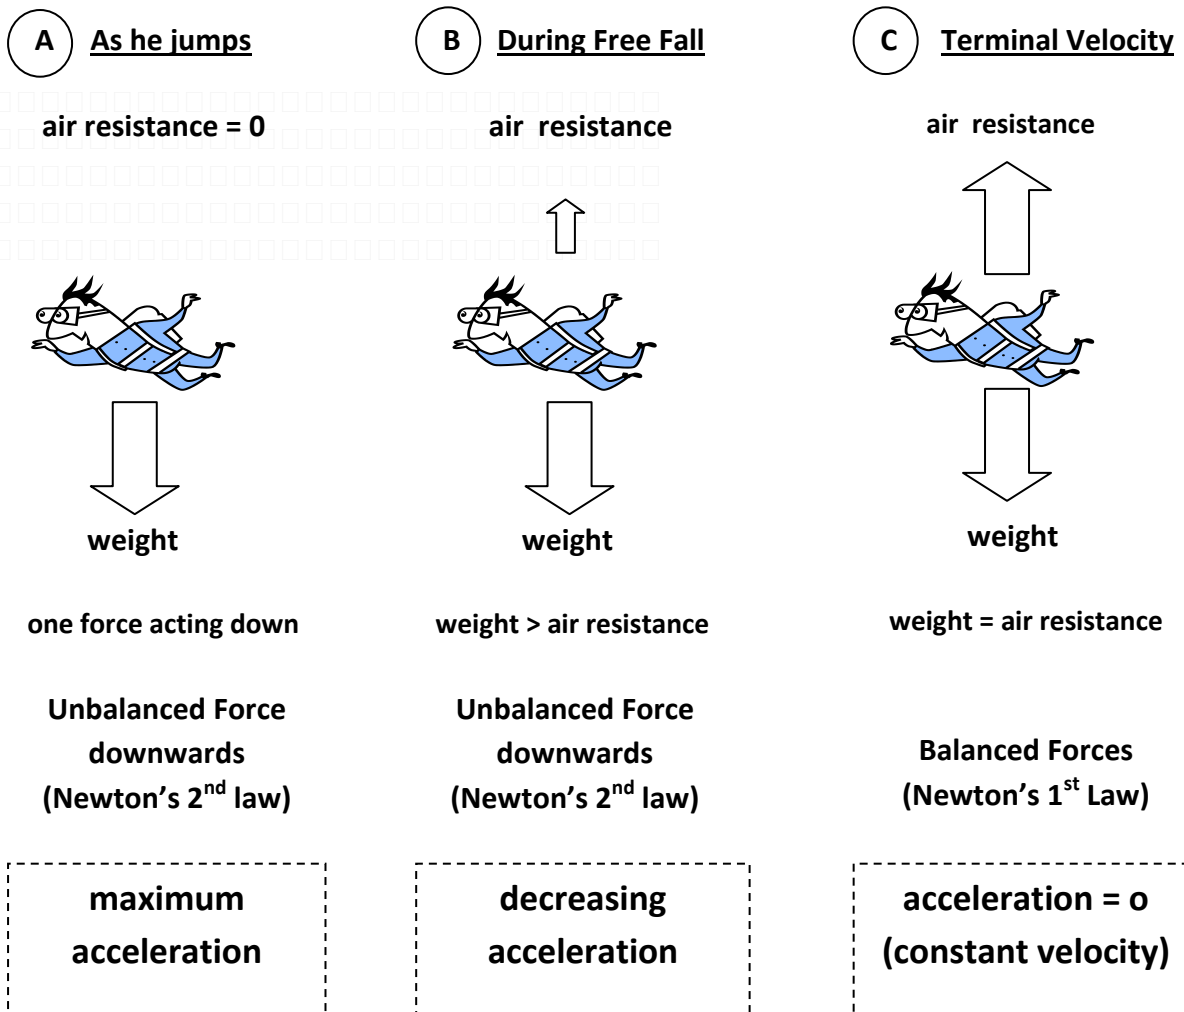 A As he jumps
air resistance = 0
weight
one force acting down
Unbalanced Force
downwards
(Newton's 2nd law)
maximum
acceleration
B During Free Fall
air resistance
weight
weight > air resistance
Unbalanced Force
downwards
(Newton's 2nd law)
decreasing
acceleration
C Terminal Velocity
air resistance
weight
weight = air resistance
Balanced Forces
(Newton's 1st Law)
acceleration = o
(constant velocity)